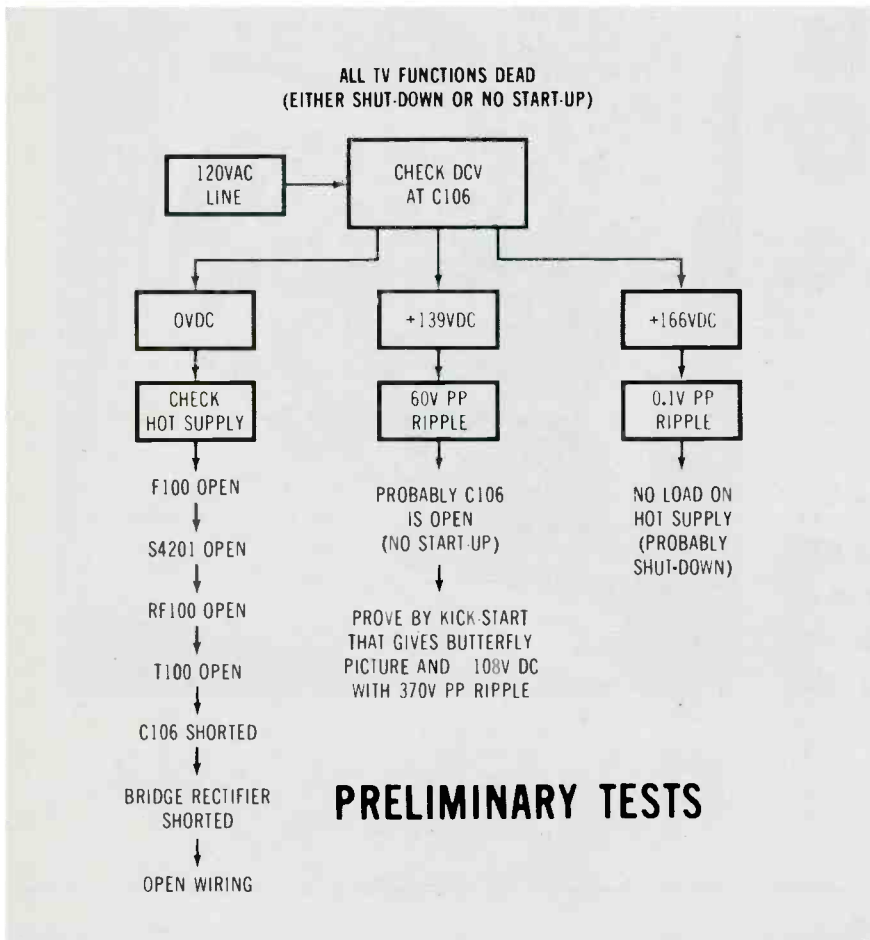 ALL TV FUNCTIONS DEAD
(EITHER SHUT-DOWN OR NO START-UP)
120VAC
LINE
CHECK DCV
AT C106
0VDC
+139VDC
+166VDC
CHECK
HOT SUPPLY
60V PP
RIPPLE
0.1V PP
RIPPLE
F100 OPEN
S4201 OPEN
RF100 OPEN
T100 OPEN
C106 SHORTED
BRIDGE RECTIFIER
SHORTED
OPEN WIRING
PROBABLY C106
IS OPEN
(NO START-UP)
PROVE BY KICK-START
THAT GIVES BUTTERFLY
PICTURE AND 108V DC
WITH 370V PP RIPPLE
NO LOAD ON
HOT SUPPLY
(PROBABLY
SHUT-DOWN)
PRELIMINARY TESTS